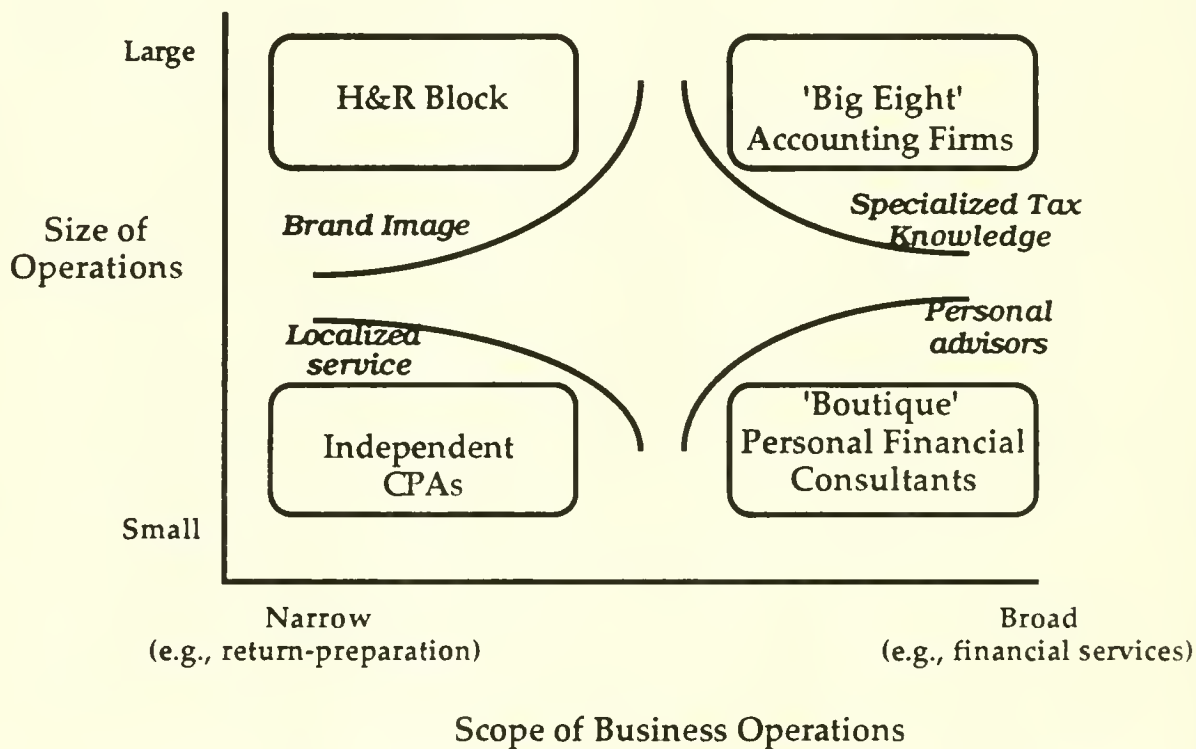 Large
H&R Block
'Big Eight'
Accounting Firms
Size of
Operations
Brand Image
Specialized Tax
Knowledge
Localized
service
Personal
advisors
Independent
CPAs
'Boutique'
Personal Financial
Consultants
Small
Narrow
(e.g., return-preparation)
Broad
(e.g., financial services)
Scope of Business Operations